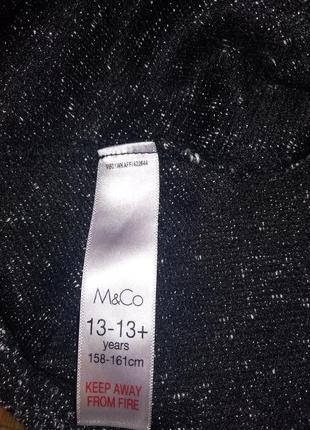 M&Co
13-13+
years
158-161cm
KEEP AWAY
FROM FIRE